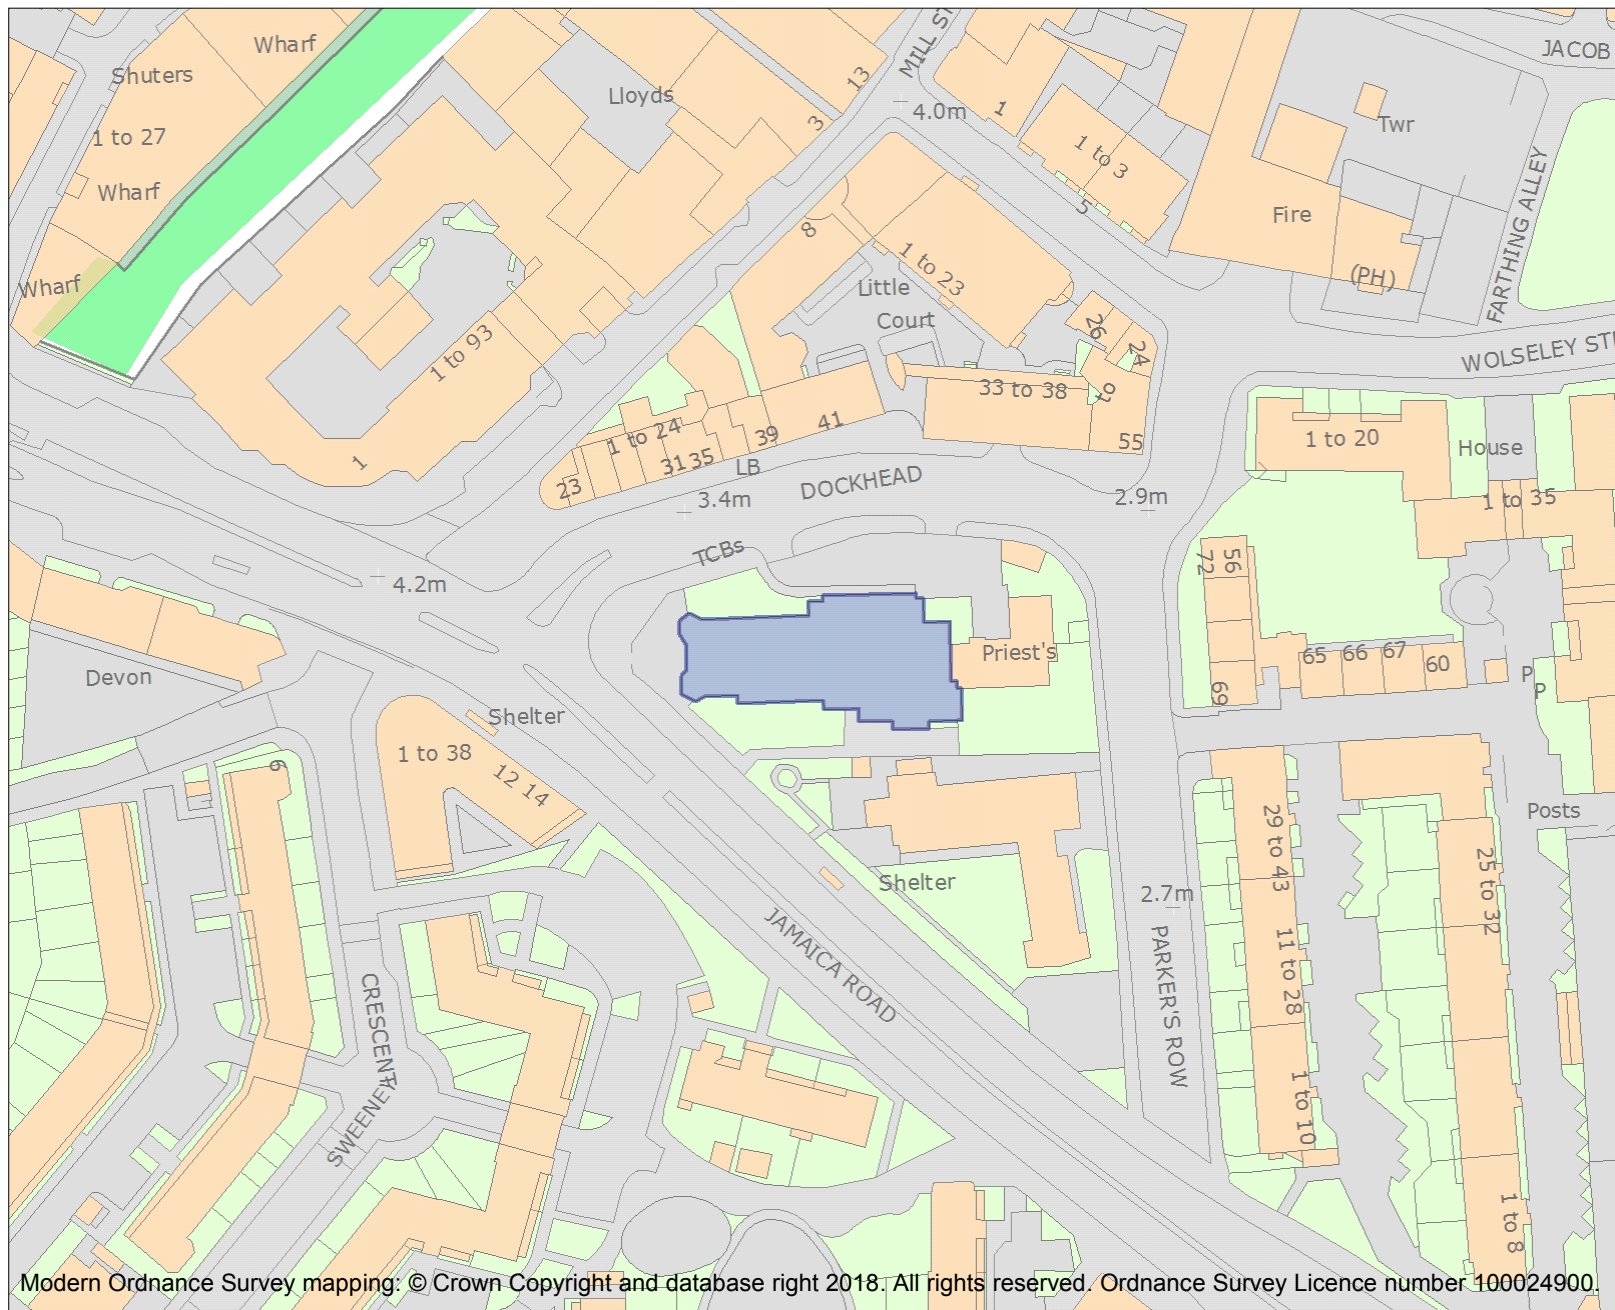 Wharf
Shuters
1 to 27
Wharf
Wharf
Lloyds
13
3
MILL ST
4.0m
1
1 to 3
5
JACOB
Twr
Fire
(PH)
FARTHING ALLEY
WOLSELEY STR
8
1 to 23
Little
Court
26
24
97
33 to 38
55
1 to 93
1
1 to 24
23
31 35
39
41
LB
3.4m
DOCKHEAD
2.9m
1 to 20
House
1 to 35
TCBs
4.2m
72
56
Devon
Shelter
Priest's
65
66
67
60
69
P
P
1 to 38
12 14
9
Posts
Shelter
29 to 43
25 to 32
2.7m
JAMAICA ROAD
PARKER'S ROW
11 to 28
CRESCENT
SWEENEY
1 to 10
1 to 8
Modern Ordnance Survey mapping: © Crown Copyright and database right 2018. All rights reserved. Ordnance Survey Licence number 100024900.